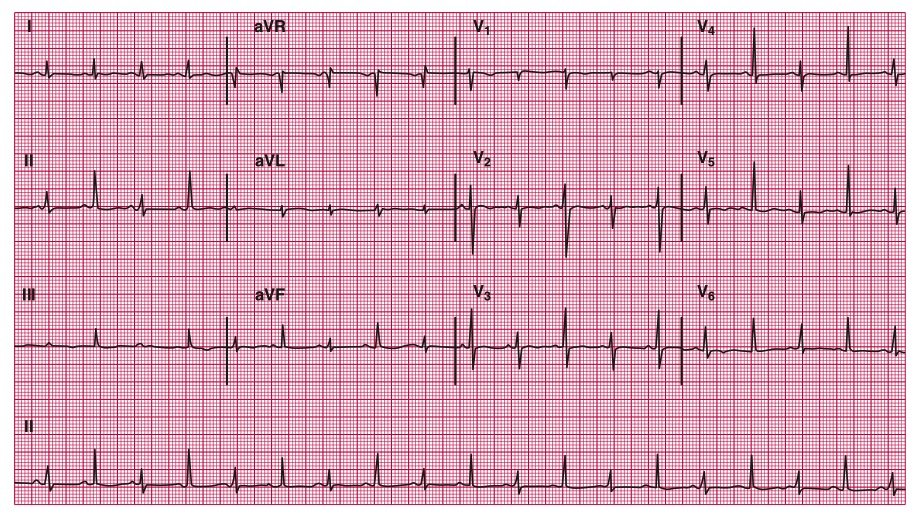 I aVR V₁ V₄
II aVL V₂ V₅
III aVF V₃ V₆
II